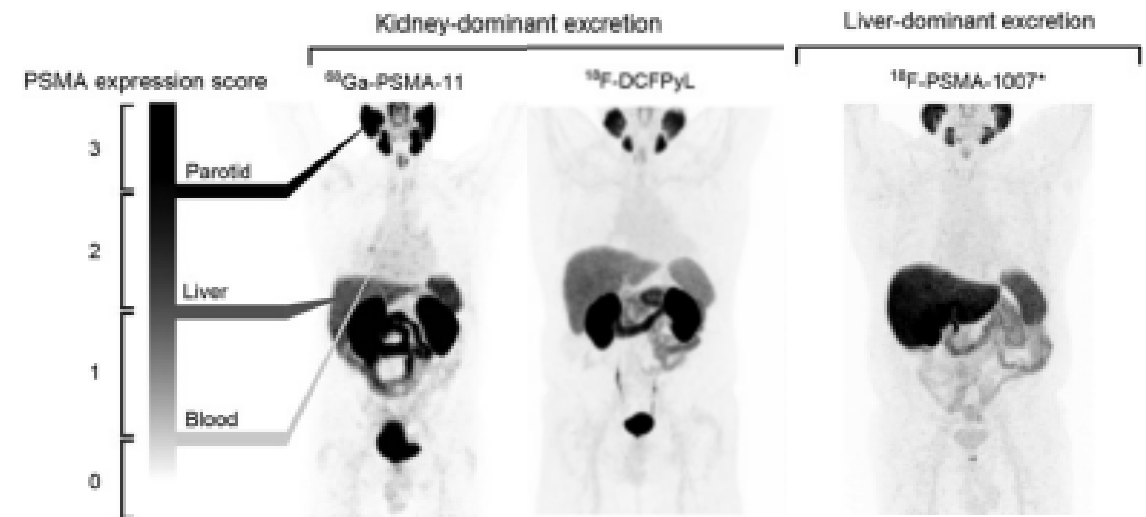 Kidney-dominant excretion
Liver-dominant excretion
PSMA expression score
⁶⁸Ga-PSMA-11
¹⁸F-DCFPyL
¹⁸F-PSMA-1007*
3
Parotid
2
Liver
1
Blood
0